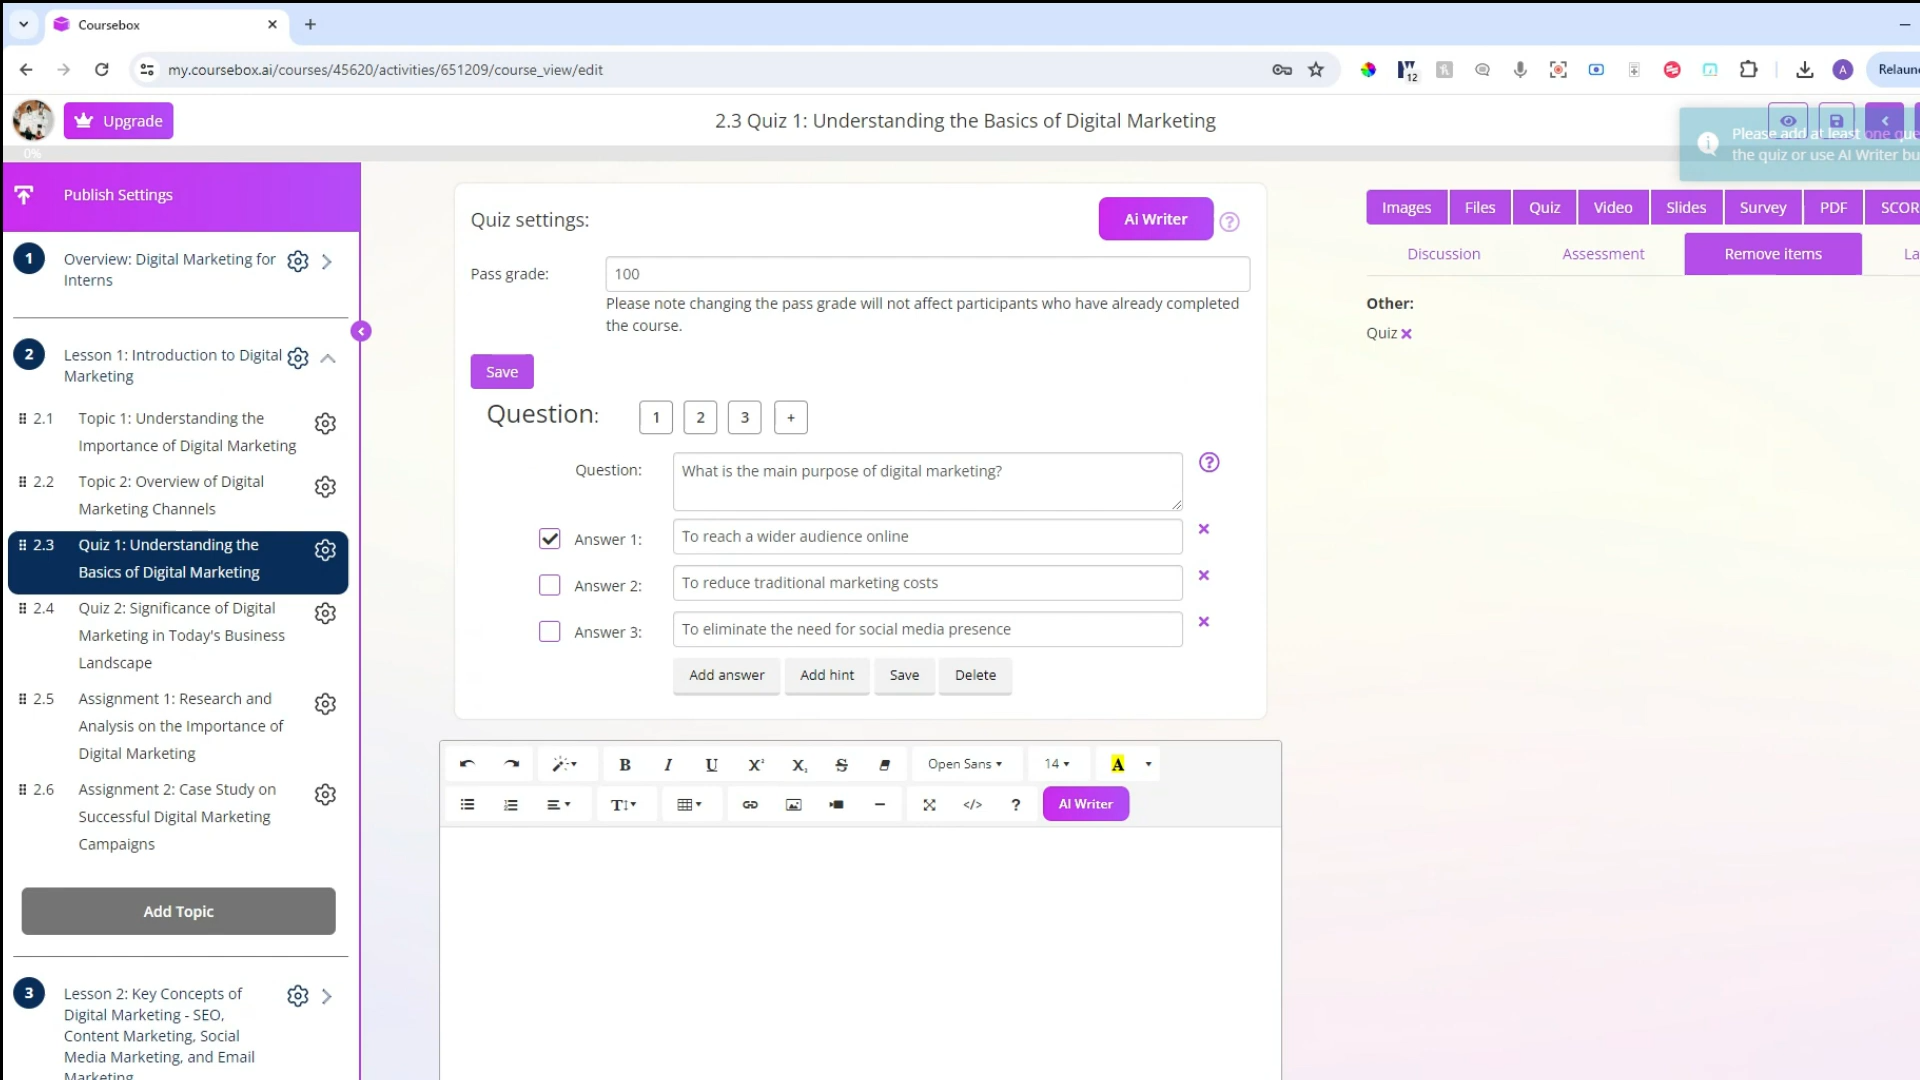 Coursebox
my.coursebox.ai/courses/45620/activities/651209/course_view/edit
12
A
Upgrade
2.3 Quiz 1: Understanding the Basics of Digital Marketing
0%
Please add at least one que
the quiz or use AI Writer bu
Publish Settings
1
Overview: Digital Marketing for
Interns
2
Lesson 1: Introduction to Digital
Marketing
2.1
Topic 1: Understanding the
Importance of Digital Marketing
2.2
Topic 2: Overview of Digital
Marketing Channels
2.3
Quiz 1: Understanding the
Basics of Digital Marketing
2.4
Quiz 2: Significance of Digital
Marketing in Today's Business
Landscape
2.5
Assignment 1: Research and
Analysis on the Importance of
Digital Marketing
2.6
Assignment 2: Case Study on
Successful Digital Marketing
Campaigns
Add Topic
3
Lesson 2: Key Concepts of
Digital Marketing - SEO,
Content Marketing, Social
Media Marketing, and Email
Marketing
Quiz settings:
Ai Writer
?
Pass grade:
100
Please note changing the pass grade will not affect participants who have already completed
the course.
Save
Question:
1 2 3 +
Question:
What is the main purpose of digital marketing?
?
Answer 1:
To reach a wider audience online
Answer 2:
To reduce traditional marketing costs
Answer 3:
To eliminate the need for social media presence
Add answer Add hint Save Delete
B I U X² X₂ S Open Sans 14 A
T </> ? AI Writer
Images Files Quiz Video Slides Survey PDF SCOR
Discussion Assessment Remove items La
Other:
Quiz